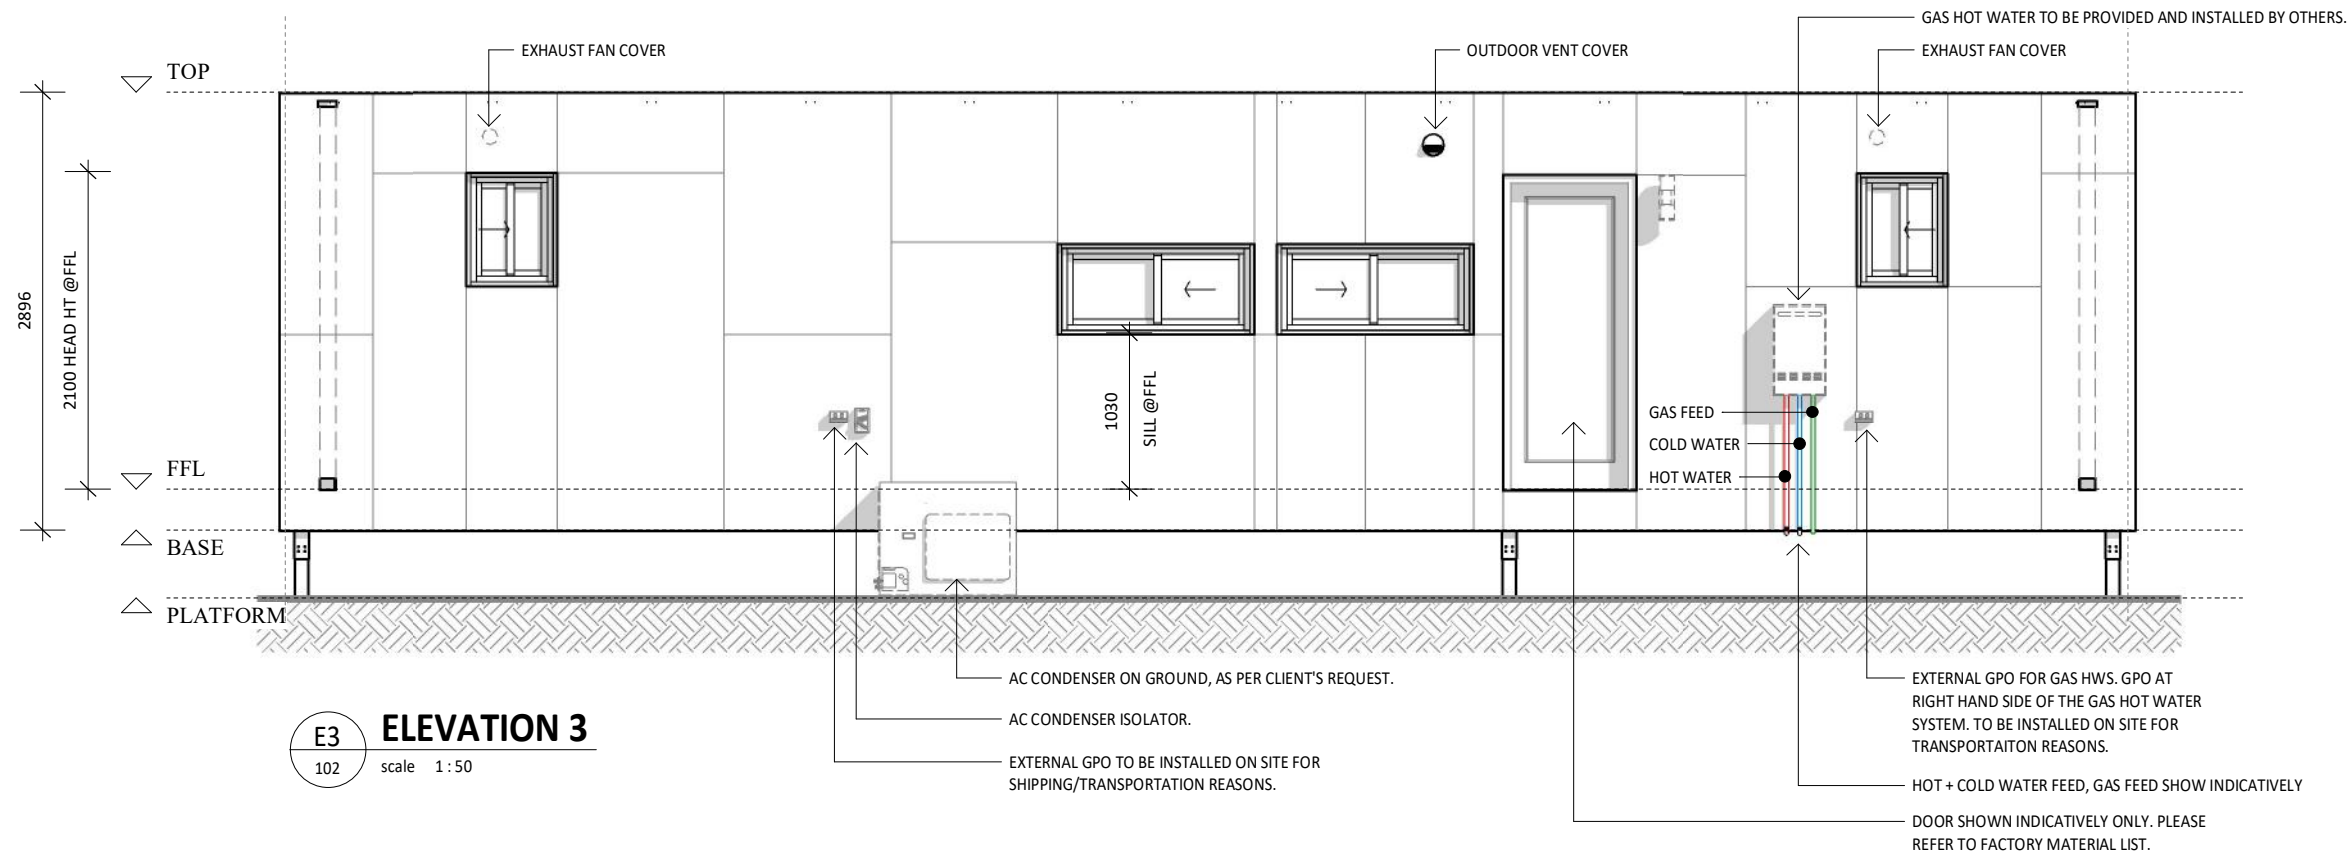 GAS HOT WATER TO BE PROVIDED AND INSTALLED BY OTHERS.
EXHAUST FAN COVER
OUTDOOR VENT COVER
EXHAUST FAN COVER
TOP
2896
2100 HEAD HT @FFL
1030
SILL @FFL
GAS FEED
COLD WATER
HOT WATER
FFL
BASE
PLATFORM
AC CONDENSER ON GROUND, AS PER CLIENT'S REQUEST.
AC CONDENSER ISOLATOR.
EXTERNAL GPO TO BE INSTALLED ON SITE FOR
SHIPPING/TRANSPORTATION REASONS.
EXTERNAL GPO FOR GAS HWS. GPO AT
RIGHT HAND SIDE OF THE GAS HOT WATER
SYSTEM. TO BE INSTALLED ON SITE FOR
TRANSPORTAITON REASONS.
HOT + COLD WATER FEED, GAS FEED SHOW INDICATIVELY
DOOR SHOWN INDICATIVELY ONLY. PLEASE
REFER TO FACTORY MATERIAL LIST.
E3
102
ELEVATION 3
scale 1 : 50